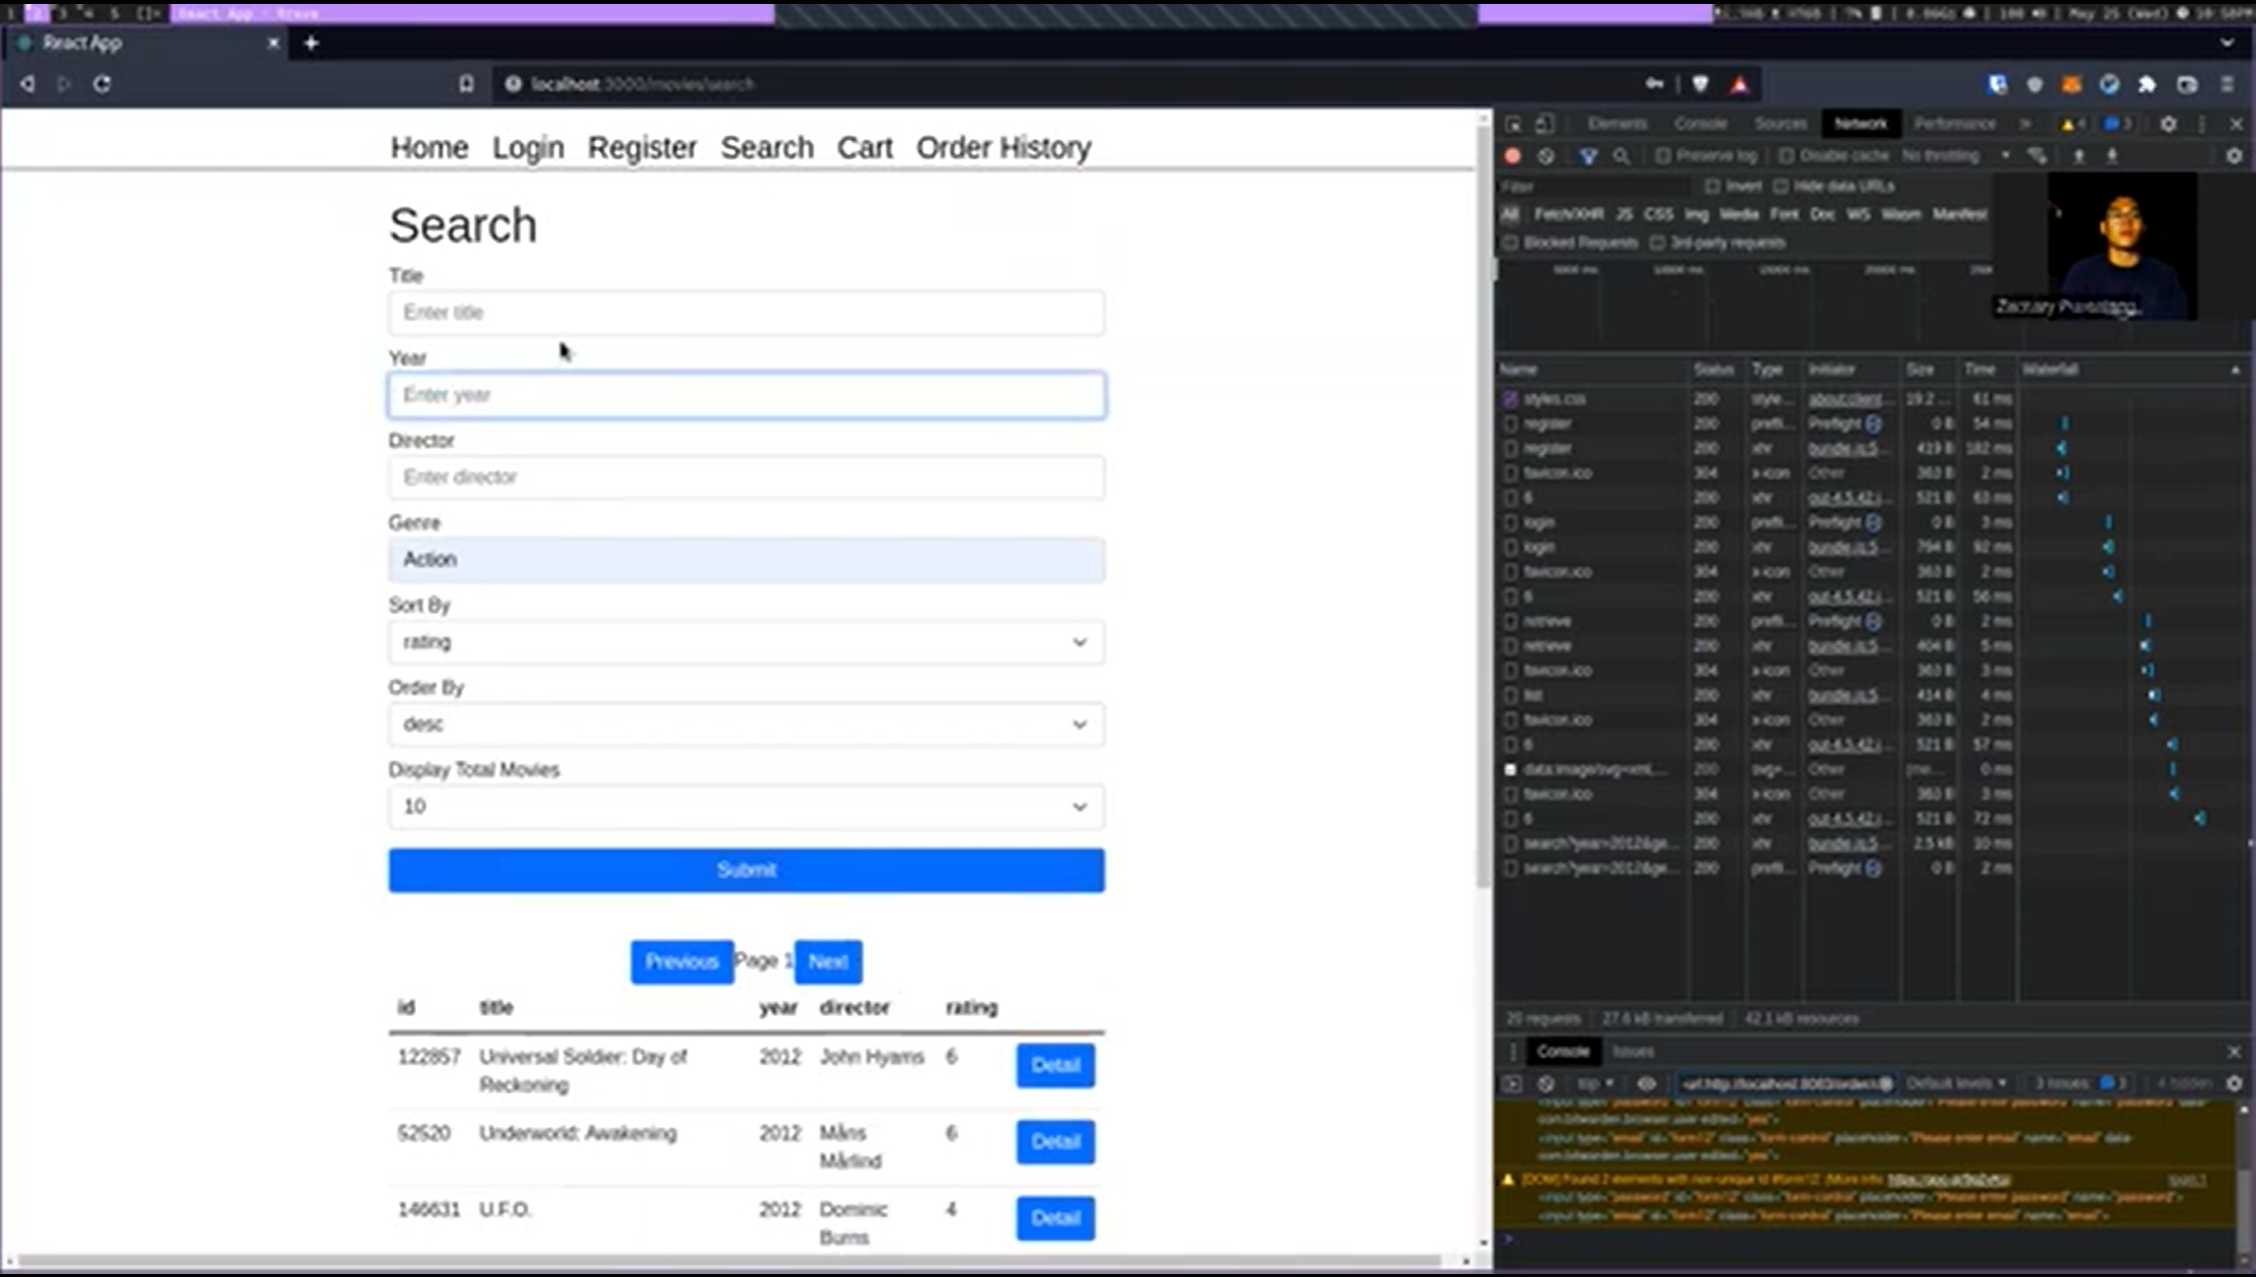 React App
localhost:3000/movies/search
Home Login Register Search Cart Order History
Search
Title
Enter title
Year
Enter year
Director
Enter director
Genre
Action
Sort By
rating
Order By
desc
Display Total Movies
10
Submit
Previous Page 1 Next
id title year director rating
122857 Universal Soldier: Day of Reckoning 2012 John Hyams 6 Detail
52520 Underworld: Awakening 2012 Måns Mårlind 6 Detail
146631 U.F.O. 2012 Dominic Burns 4 Detail
Elements Console Sources Network Performance
Preserve log Disable cache No throttling
Filter Invert Hide data URLs
All Fetch/XHR JS CSS Img Media Font Doc WS Wasm Manifest
Blocked Requests 3rd-party requests
Zachary
Name Status Type Initiator Size Time Waterfall
styles.css 200 style... about:client... 19.2 ... 61 ms
register 200 prefli... Preflight 0 B 54 ms
register 200 xhr bundle.js:5... 419 B 182 ms
favicon.ico 304 x-icon Other 363 B 2 ms
6 200 xhr out-4.5.42.j... 521 B 63 ms
login 200 prefli... Preflight 0 B 3 ms
login 200 xhr bundle.js:5... 794 B 92 ms
favicon.ico 304 x-icon Other 363 B 2 ms
6 200 xhr out-4.5.42.j... 521 B 56 ms
retrieve 200 prefli... Preflight 0 B 2 ms
retrieve 200 xhr bundle.js:5... 404 B 5 ms
favicon.ico 304 x-icon Other 363 B 3 ms
list 200 xhr bundle.js:5... 414 B 4 ms
favicon.ico 304 x-icon Other 363 B 2 ms
6 200 xhr out-4.5.42.j... 521 B 57 ms
data:image/svg+xml,... 200 svg+... Other (me... 0 ms
favicon.ico 304 x-icon Other 363 B 3 ms
6 200 xhr out-4.5.42.j... 521 B 72 ms
search?year=2012&ge... 200 xhr bundle.js:5... 2.5 kB 10 ms
search?year=2012&ge... 200 prefli... Preflight 0 B 2 ms
20 requests 27.6 kB transferred 42.1 kB resources
Console Issues
top Default levels 3 Issues: 3 4 hidden